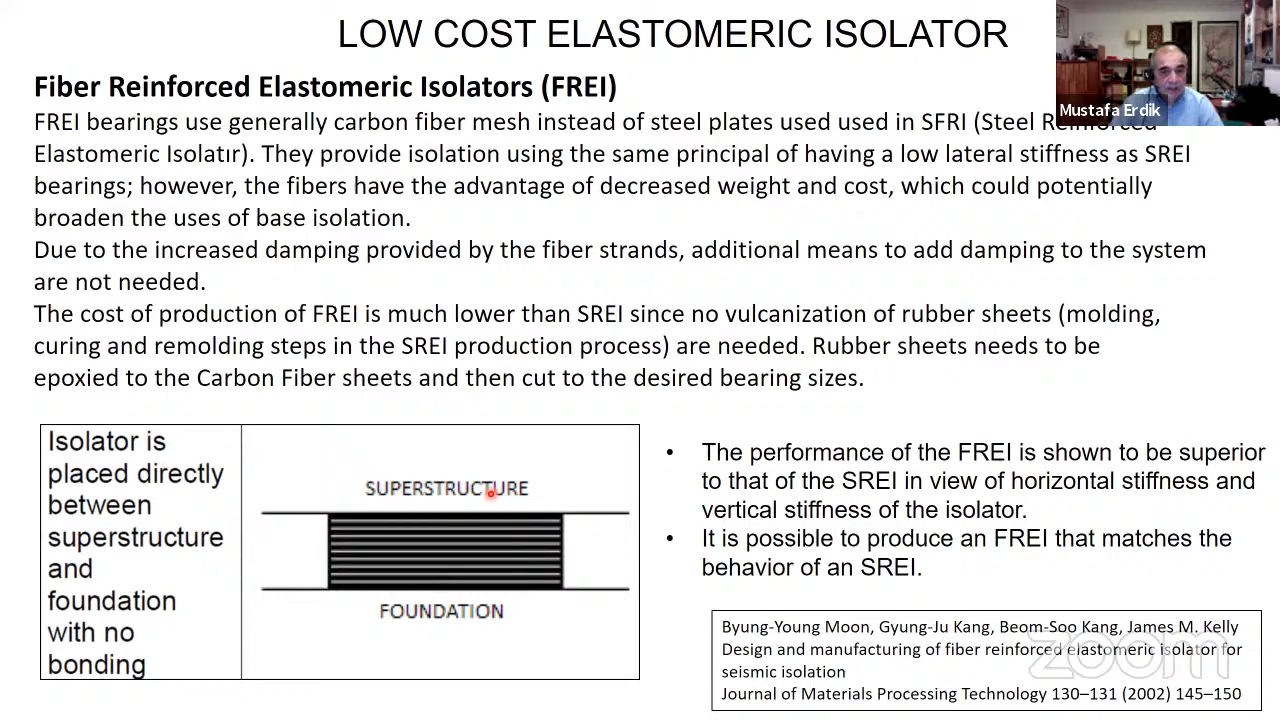 LOW COST ELASTOMERIC ISOLATOR
Mustafa Erdik
Fiber Reinforced Elastomeric Isolators (FREI)
FREI bearings use generally carbon fiber mesh instead of steel plates used used in SFRI (Steel Reinforced
Elastomeric Isolatır). They provide isolation using the same principal of having a low lateral stiffness as SREI
bearings; however, the fibers have the advantage of decreased weight and cost, which could potentially
broaden the uses of base isolation.
Due to the increased damping provided by the fiber strands, additional means to add damping to the system
are not needed.
The cost of production of FREI is much lower than SREI since no vulcanization of rubber sheets (molding,
curing and remolding steps in the SREI production process) are needed. Rubber sheets needs to be
epoxied to the Carbon Fiber sheets and then cut to the desired bearing sizes.
Isolator is
placed directly
between
superstructure
and
foundation
with no
bonding
SUPERSTRUCTURE
FOUNDATION
• The performance of the FREI is shown to be superior
to that of the SREI in view of horizontal stiffness and
vertical stiffness of the isolator.
• It is possible to produce an FREI that matches the
behavior of an SREI.
Byung-Young Moon, Gyung-Ju Kang, Beom-Soo Kang, James M. Kelly
Design and manufacturing of fiber reinforced elastomeric isolator for
seismic isolation
Journal of Materials Processing Technology 130–131 (2002) 145–150
zoom